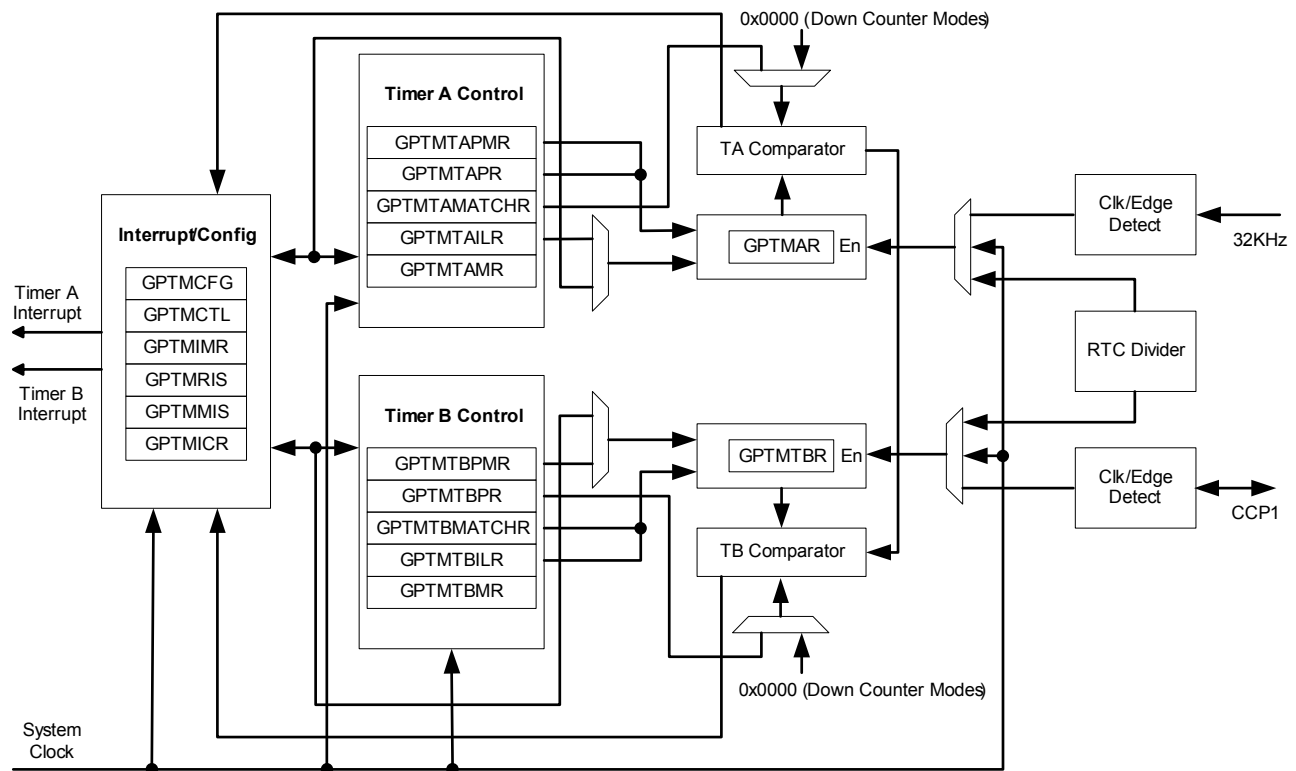 0x0000 (Down Counter Modes)
Timer A Control
GPTMTAPMR
GPTMTAPR
GPTMTAMATCHR
GPTMTAILR
GPTMTAMR
TA Comparator
GPTMAR
En
Clk/Edge
Detect
32KHz
Interrupt/Config
GPTMCFG
GPTMCTL
GPTMIMR
GPTMRIS
GPTMMIS
GPTMICR
Timer A
Interrupt
Timer B
Interrupt
RTC Divider
Timer B Control
GPTMTBPMR
GPTMTBPR
GPTMTBMATCHR
GPTMTBILR
GPTMTBMR
GPTMTBR
En
TB Comparator
Clk/Edge
Detect
CCP1
0x0000 (Down Counter Modes)
System
Clock